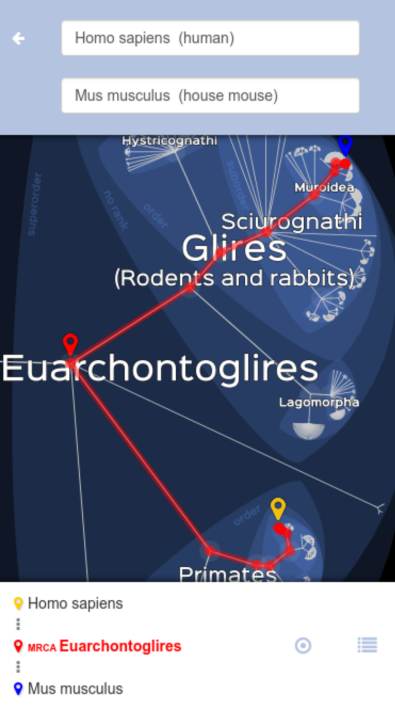 Homo sapiens (human)
Mus musculus (house mouse)
Hystricognathi
superorder
no rank
order
suborder
Muroidea
Sciurognathi
Glires
(Rodents and rabbits)
Euarchontoglires
Lagomorpha
order
Primates
Homo sapiens
MRCA Euarchontoglires
Mus musculus